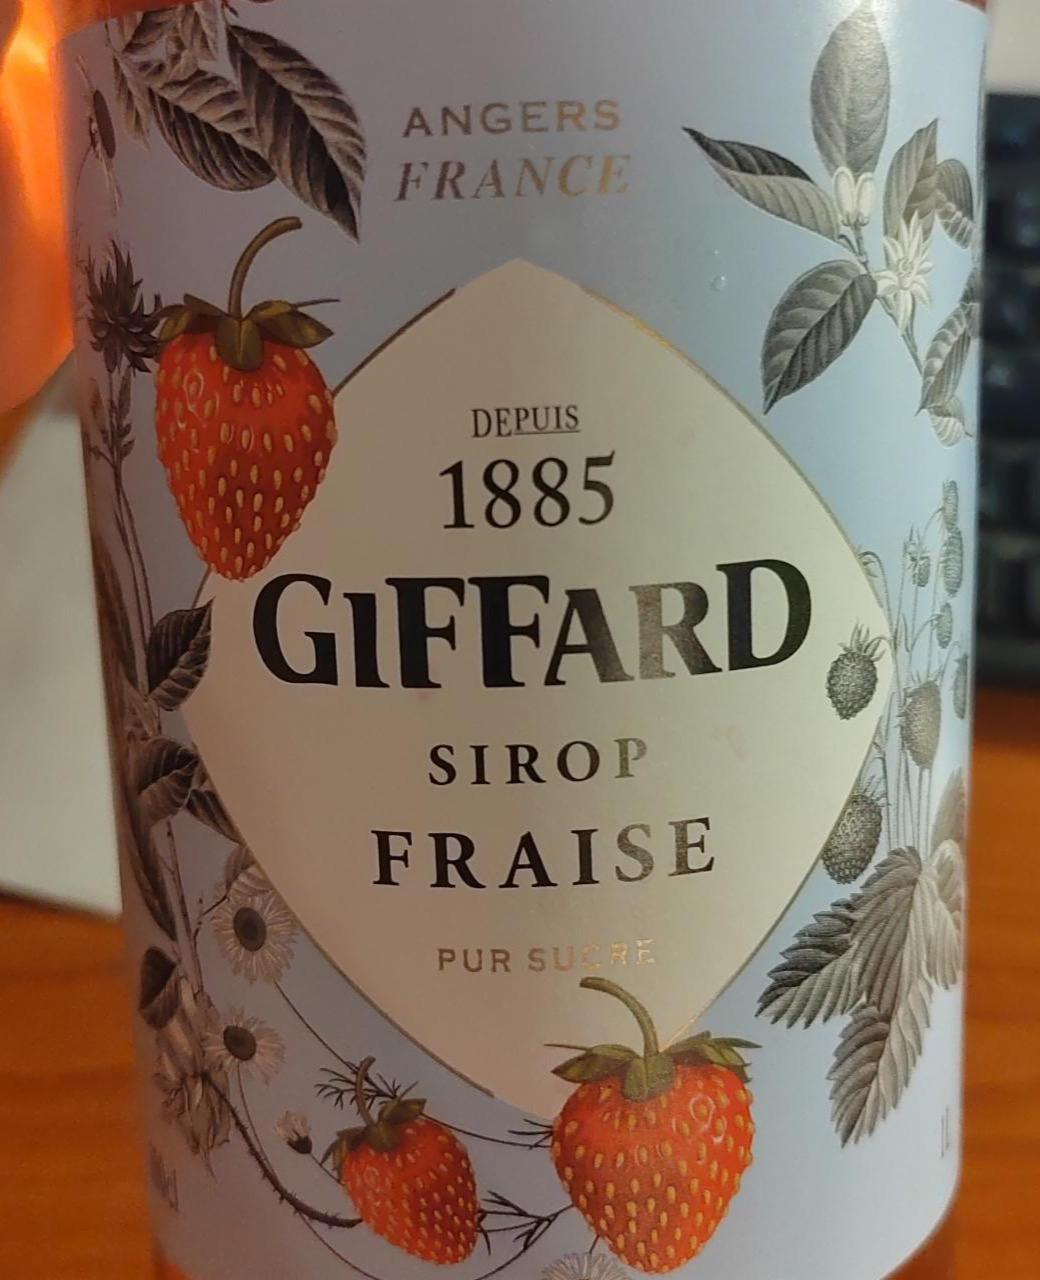 ANGERS
FRANCE
DEPUIS
1885
GIFFARD
SIROP
FRAISE
PUR SUCRE